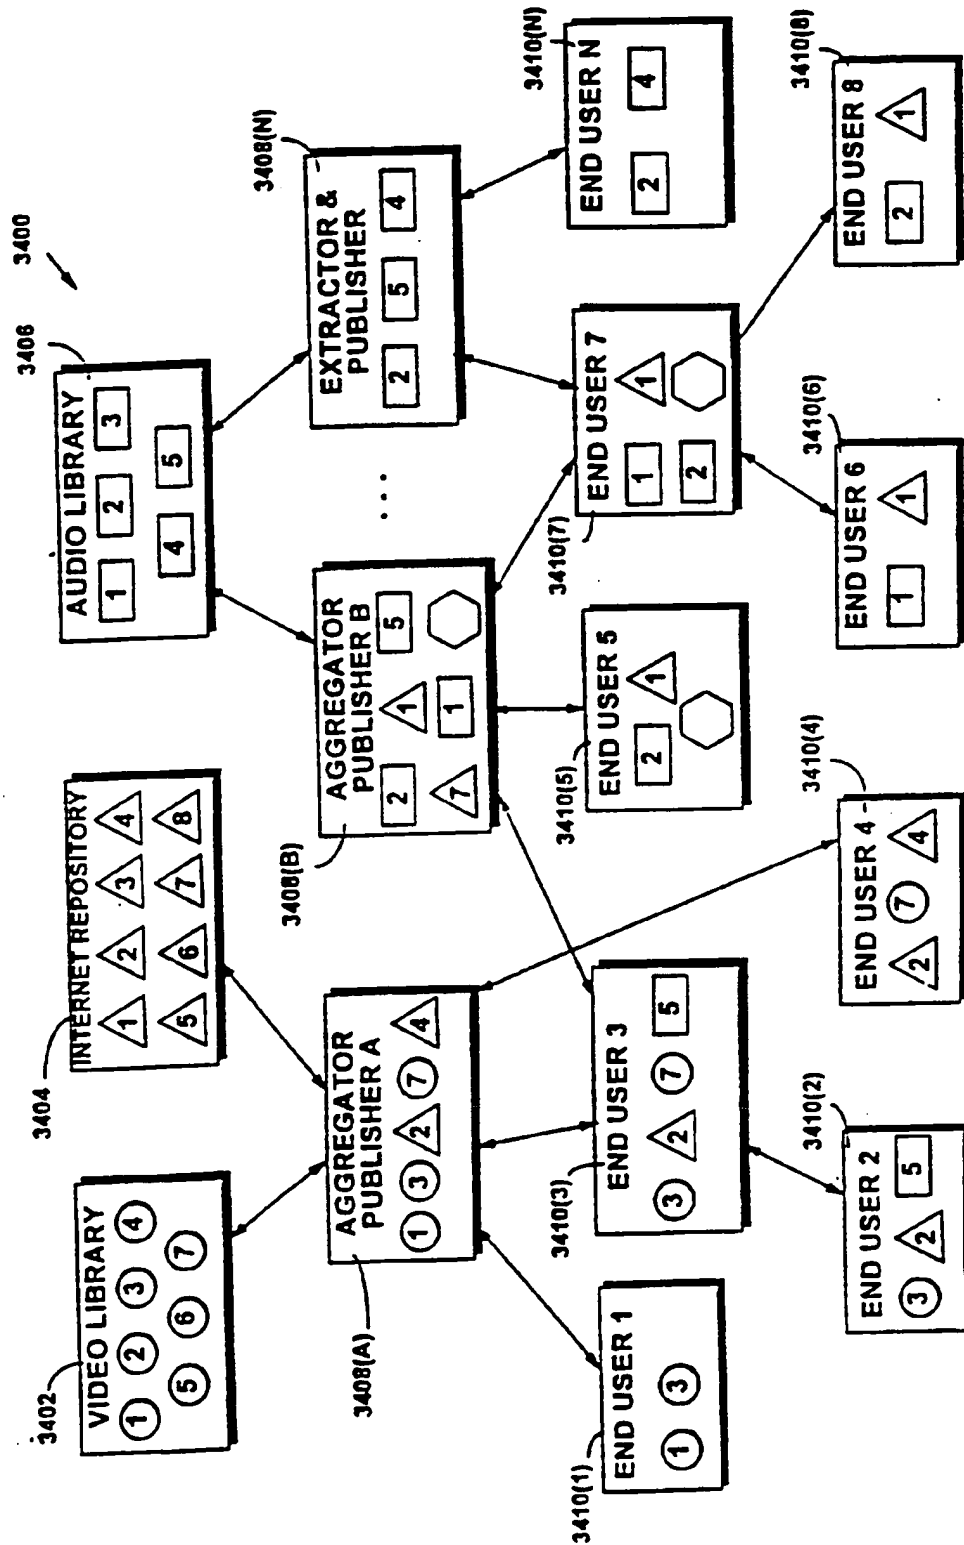 3400
3402
VIDEO LIBRARY
1 2 3 4
5 6 7
3404
INTERNET REPOSITORY
1 2 3 4
5 6 7 8
3406
AUDIO LIBRARY
1 2 3
4 5
3408(A)
AGGREGATOR
PUBLISHER A
1 3 2 7 4
3408(B)
AGGREGATOR
PUBLISHER B
2 1 5
7 1
...
3408(N)
EXTRACTOR &
PUBLISHER
2 5 4
3410(1)
END USER 1
1 3
3410(3)
END USER 3
3 2 7 5
3410(5)
END USER 5
2 1
3410(7)
END USER 7
1 1
2
3410(N)
END USER N
2 4
3410(2)
END USER 2
3 2 5
3410(4)
END USER 4
2 7 4
3410(6)
END USER 6
1 1
3410(8)
END USER 8
2 1